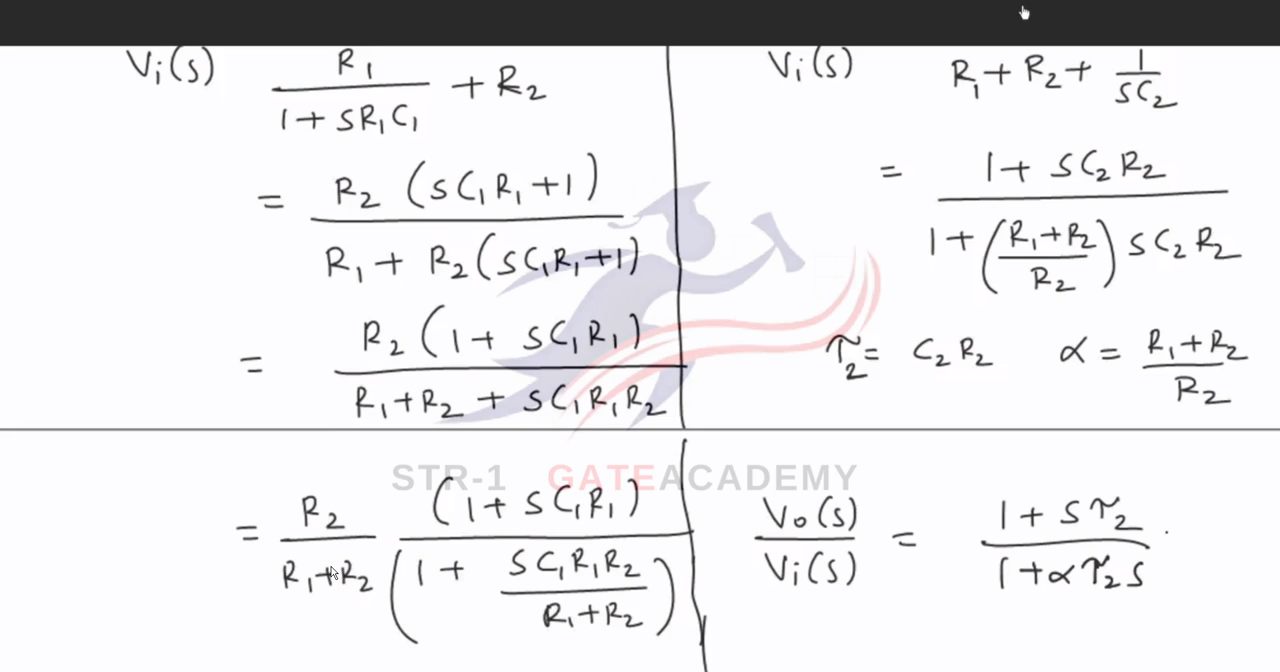 Vi(s) R1 / (1 + SR1C1) + R2
= R2 (SC1R1 + 1) / (R1 + R2(SC1R1 + 1))
= R2 (1 + SC1R1) / (R1 + R2 + SC1R1R2)
= R2 / (R1 + R2) (1 + SC1R1) / (1 + SC1R1R2 / (R1 + R2))
Vi(s) R1 + R2 + 1 / SC2
= 1 + SC2R2 / (1 + ((R1 + R2) / R2) SC2R2)
τ2 = C2R2 α = (R1 + R2) / R2
Vo(s) / Vi(s) = (1 + Sτ2) / (1 + ατ2S)
STR-1 GATEACADEMY